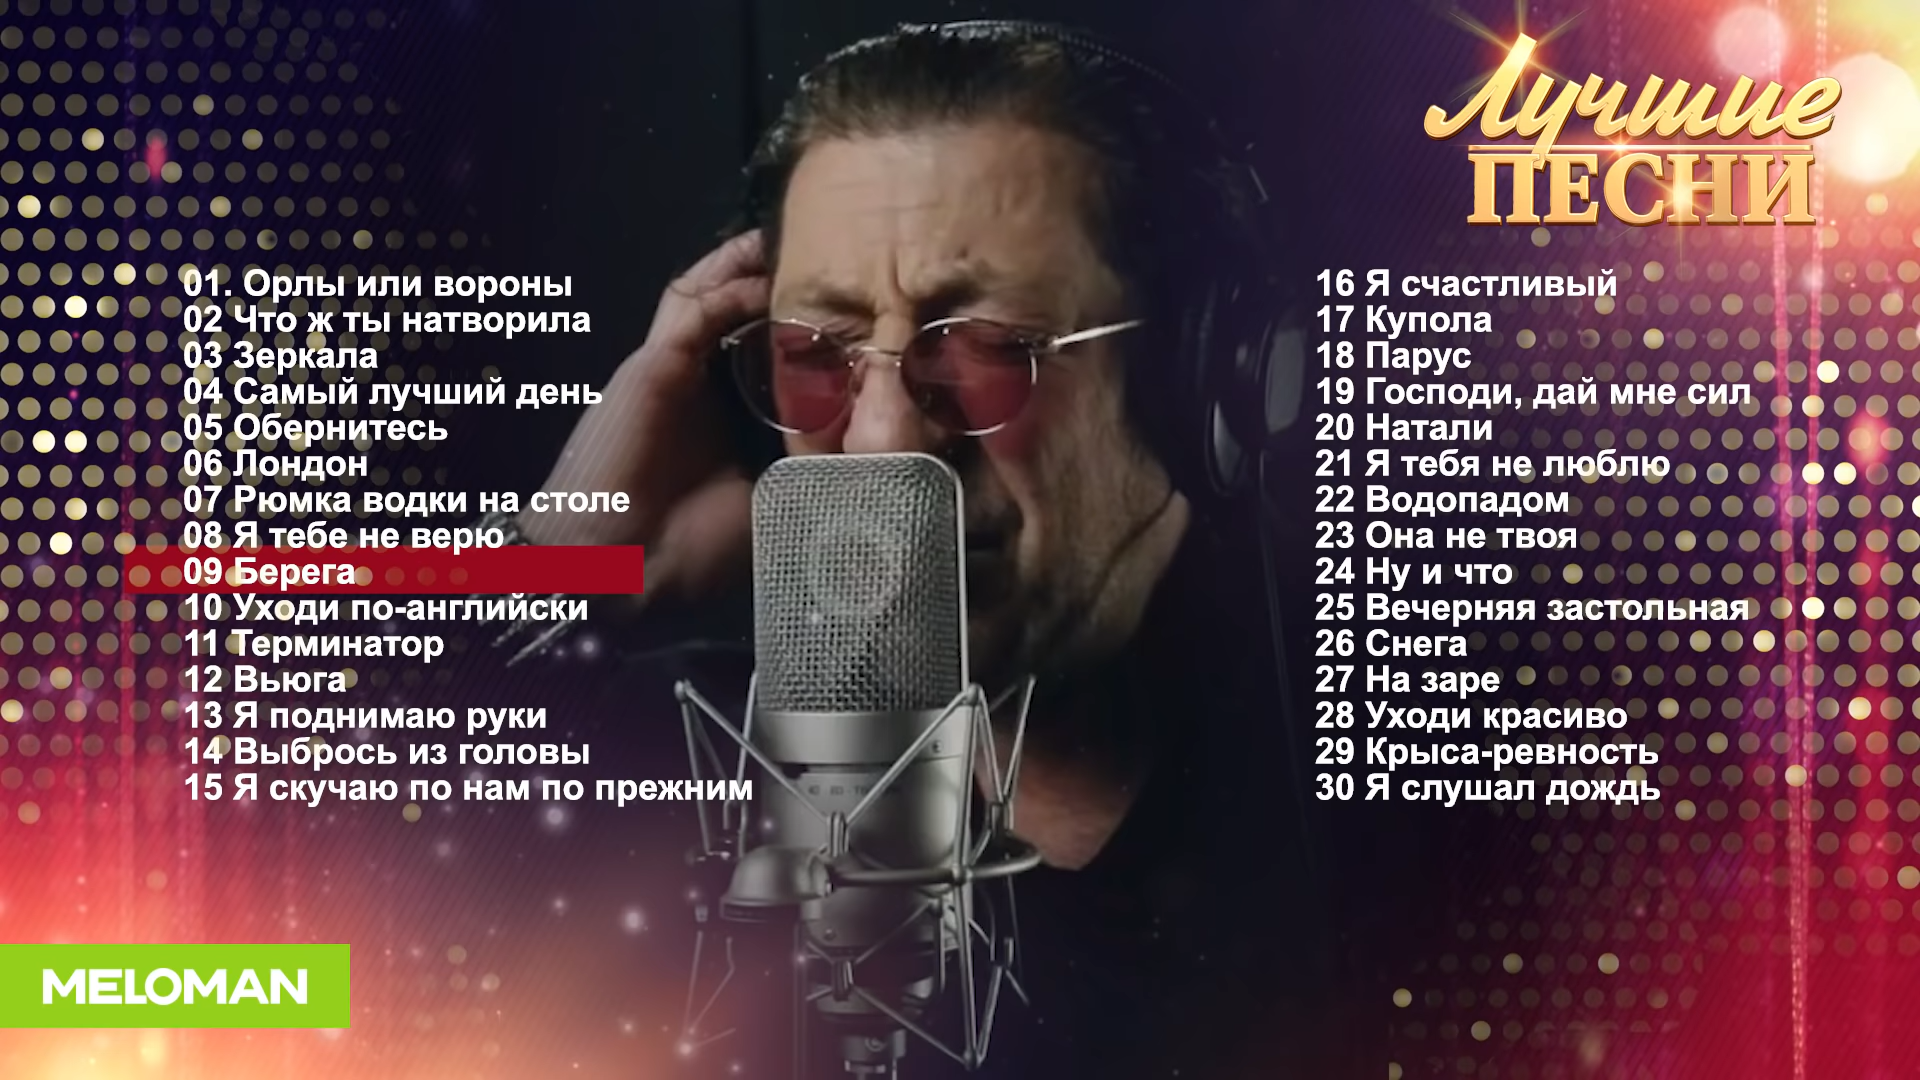 Лучшие
ПЕСНИ
01. Орлы или вороны
02 Что ж ты натворила
03 Зеркала
04 Самый лучший день
05 Обернитесь
06 Лондон
07 Рюмка водки на столе
08 Я тебе не верю
09 Берега
10 Уходи по-английски
11 Терминатор
12 Вьюга
13 Я поднимаю руки
14 Выбрось из головы
15 Я скучаю по нам по прежним
16 Я счастливый
17 Купола
18 Парус
19 Господи, дай мне сил
20 Натали
21 Я тебя не люблю
22 Водопадом
23 Она не твоя
24 Ну и что
25 Вечерняя застольная
26 Снега
27 На заре
28 Уходи красиво
29 Крыса-ревность
30 Я слушал дождь
MELOMAN